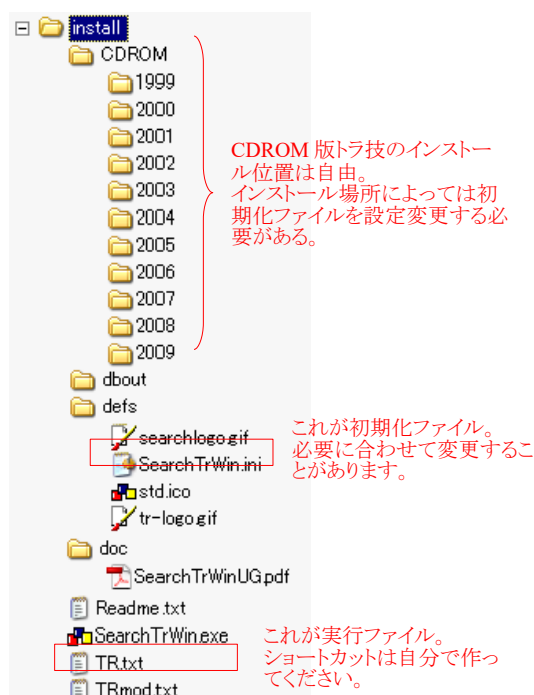 install
CDROM
1999
2000
2001
2002
2003
2004
2005
2006
2007
2008
2009
CDROM 版トラ技のインストー
ル位置は自由。
インストール場所によっては初
期化ファイルを設定変更する必
要がある。
dbout
defs
searchlogo.gif
SearchTrWin.ini
std.ico
tr-logo.gif
これが初期化ファイル。
必要に合わせて変更するこ
とがあります。
doc
SearchTrWinUG.pdf
Readme.txt
SearchTrWin.exe
TR.txt
TRmod.txt
これが実行ファイル。
ショートカットは自分で作っ
てください。